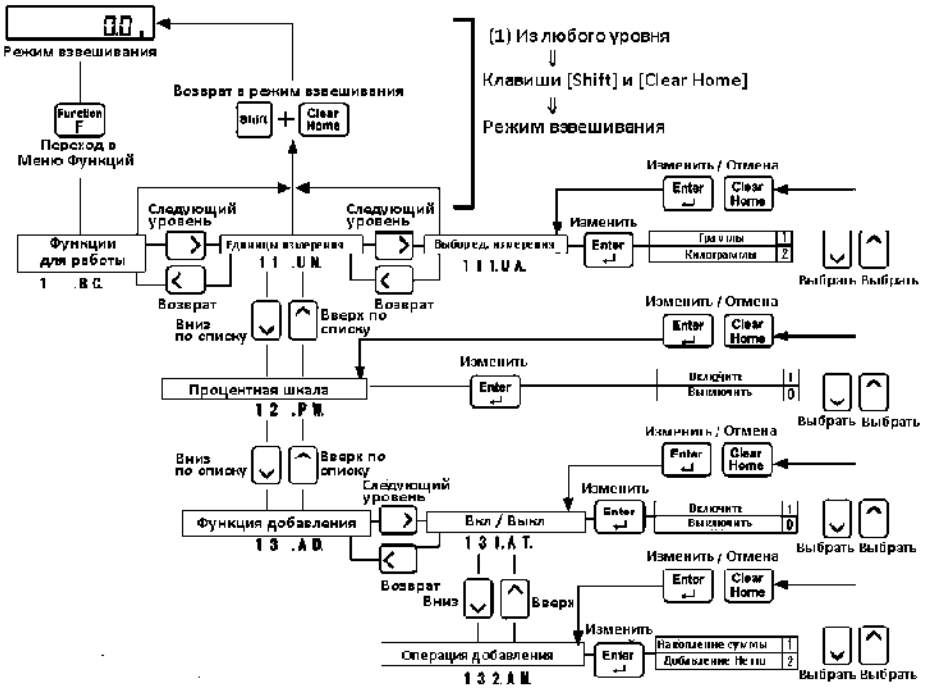 0.0
Режим взвешивания
(1) Из любого уровня
⇓
Клавиши [Shift] и [Clear Home]
⇓
Режим взвешивания
Возврат в режим взвешивания
Shift + Clear Home
Function F
Переход в
Меню Функций
Изменить / Отмена
Enter Clear Home
Следующий
уровень
Следующий
уровень
Изменить
Функции
для работы
1 .B.G.
Единицы измерения
1 1 .U.N.
Выбор ед. измерения
1 1 1.U.A.
Enter
Граммы 1
Килограммы 2
Выбрать Выбрать
Возврат
Возврат
Вниз
по списку
Вверх по
списку
Изменить / Отмена
Enter Clear Home
Изменить
Процентная шкала
1 2 .P.W.
Enter
Включить 1
Выключить 0
Выбрать Выбрать
Вниз
по списку
Вверх по
списку
Изменить / Отмена
Enter Clear Home
Следующий
уровень
Изменить
Функция добавления
1 3 .A.D.
Вкл / Выкл
1 3 1.A.T.
Enter
Включить 1
Выключить 0
Выбрать Выбрать
Возврат
Вниз
Вверх
Изменить / Отмена
Enter Clear Home
Изменить
Операция добавления
1 3 2.A.M.
Enter
Накопление суммы 1
Добавление Нетто 2
Выбрать Выбрать